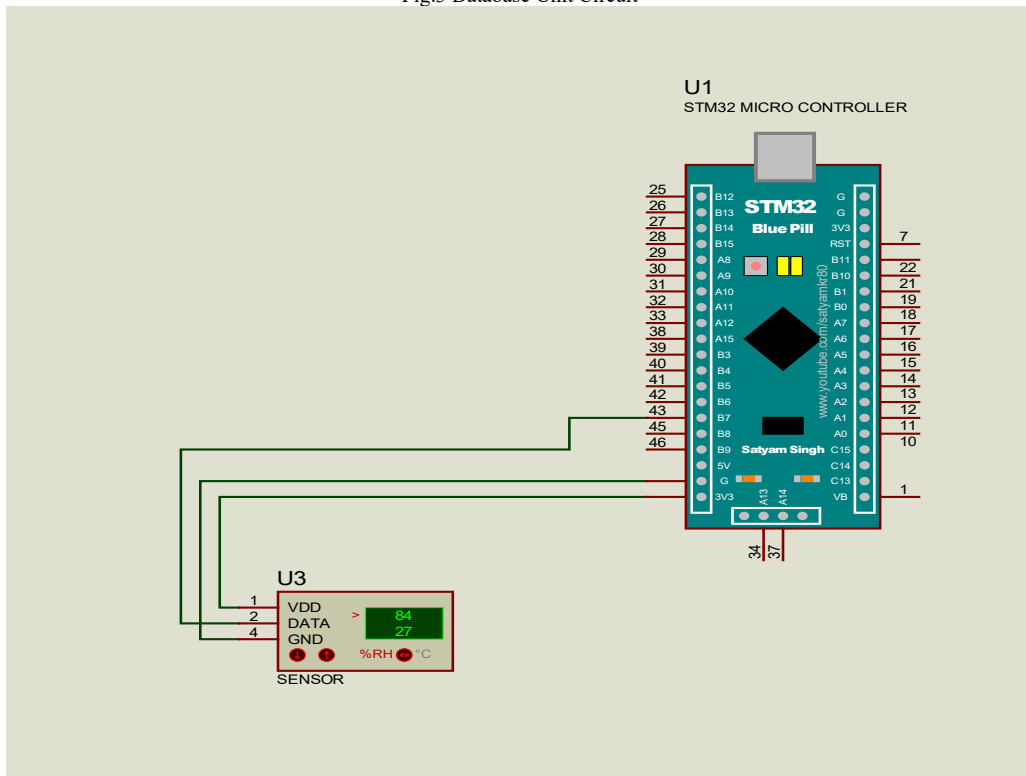 Fig.3 Database Unit Circuit
U1
STM32 MICRO CONTROLLER
STM32
Blue Pill
25 B12
26 B13
27 B14
28 B15
29 A8
30 A9
31 A10
32 A11
33 A12
38 A15
39 B3
40 B4
41 B5
42 B6
43 B7
45 B8
46 B9
5V
G
3V3
G
G
3V3
RST 7
B11
B10 22
B1 21
B0 19
A7 18
A6 17
A5 16
A4 15
A3 14
A2 13
A1 12
A0 11
C15 10
C14
C13
VB 1
www.youtube.com/satyamkr80
Satyam Singh
A13
A14
34
37
U3
1 VDD
2 DATA
4 GND
> 84
27
%RH °C
SENSOR